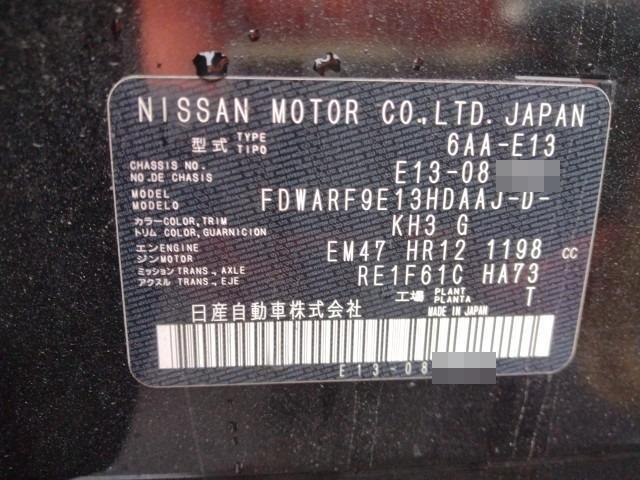 NISSAN MOTOR CO.,LTD. JAPAN
型式 TYPE TIPO 6AA-E13
CHASSIS NO. NO.DE CHASIS E13-08
MODEL MODELO FDWARF9E13HDAAJ-D-
カラー COLOR, TRIM トリム COLOR, GUARNICION KH3 G
エンジン ENGINE MOTOR EM47 HR12 1198 cc
ミッション アクスル TRANS., AXLE TRANS., EJE RE1F61C HA73
工場 PLANT PLANTA T
日産自動車株式会社 MADE IN JAPAN
E13-08